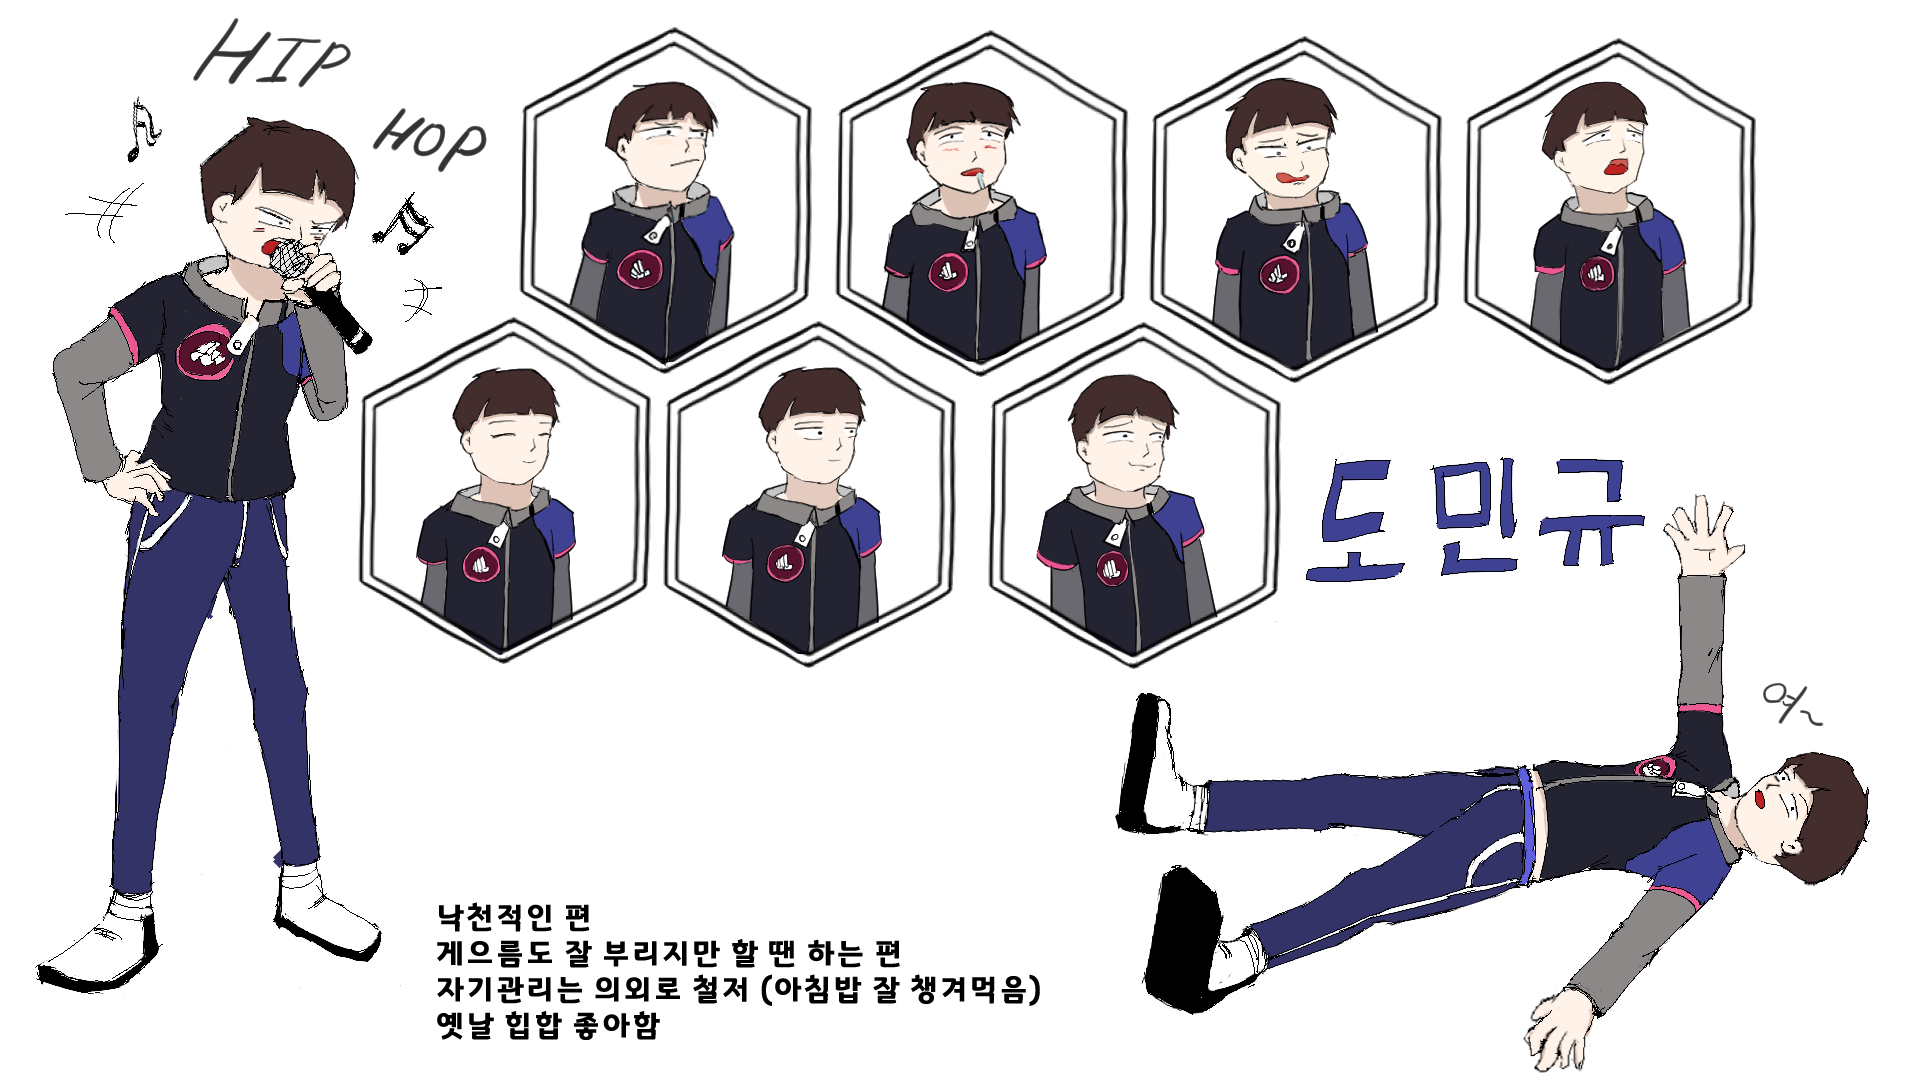 HIP
HOP
도민규
여~
낙천적인 편
게으름도 잘 부리지만 할 땐 하는 편
자기관리는 의외로 철저 (아침밥 잘 챙겨먹음)
옛날 힙합 좋아함